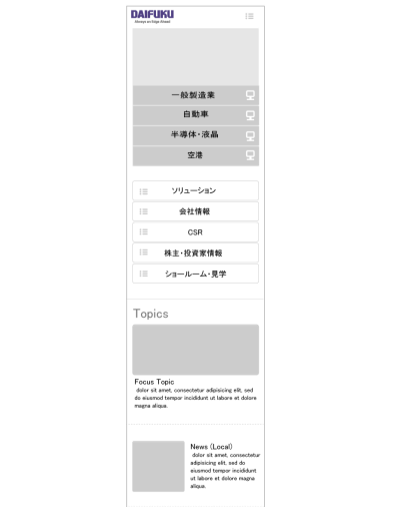 DAIFUKU
Always an Edge Ahead
一般製造業
自動車
半導体・液晶
空港
ソリューション
会社情報
CSR
株主・投資家情報
ショールーム・見学
Topics
Focus Topic
dolor sit amet, consectetur adipisicing elit, sed
do eiusmod tempor incididunt ut labore et dolore
magna aliqua.
News (Local)
dolor sit amet, consectetur
adipisicing elit, sed do
eiusmod tempor incididunt
ut labore et dolore magna
aliqua.